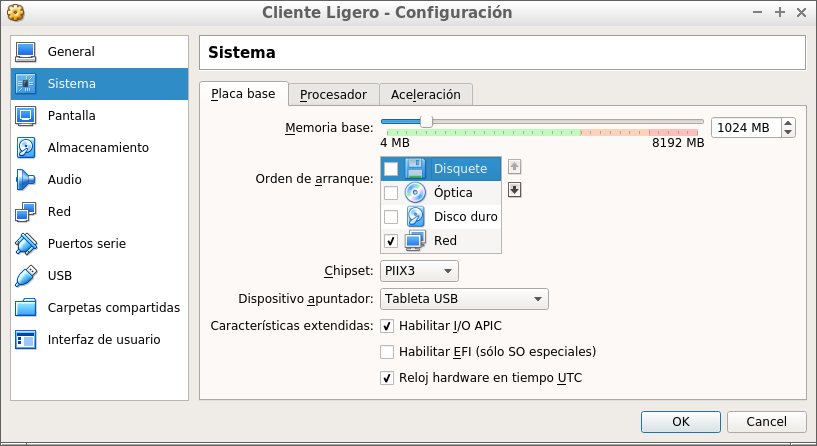 Cliente Ligero - Configuración
General
Sistema
Pantalla
Almacenamiento
Audio
Red
Puertos serie
USB
Carpetas compartidas
Interfaz de usuario
Sistema
Placa base Procesador Aceleración
Memoria base: 1024 MB
4 MB 8192 MB
Orden de arranque:
Disquete
Óptica
Disco duro
Red
Chipset: PIIX3
Dispositivo apuntador: Tableta USB
Características extendidas: Habilitar I/O APIC
Habilitar EFI (sólo SO especiales)
Reloj hardware en tiempo UTC
OK Cancel